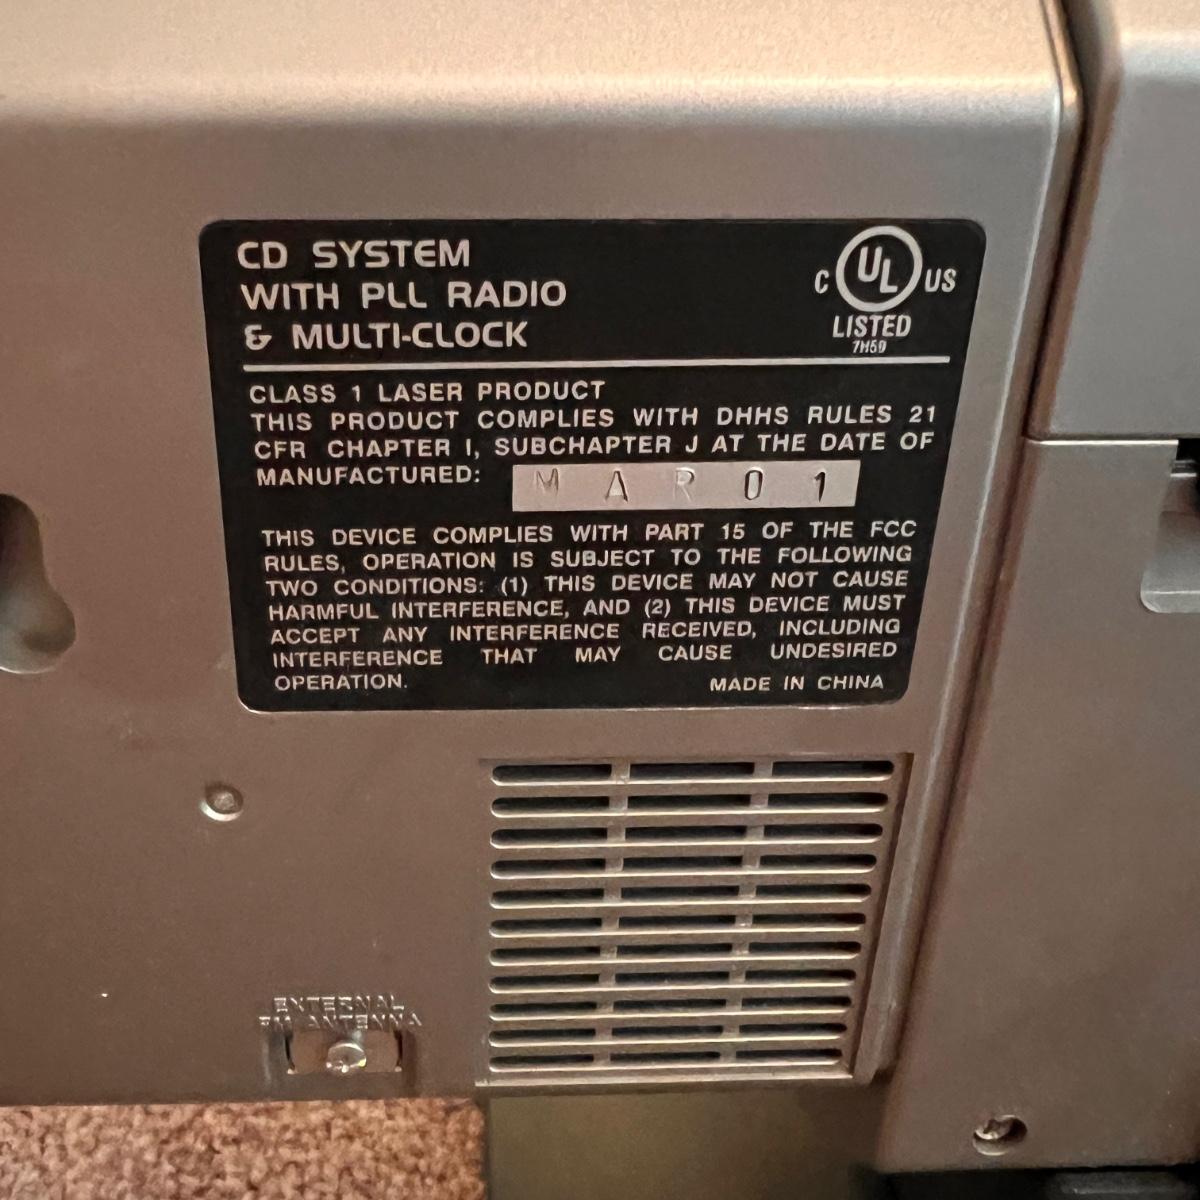 CD SYSTEM
WITH PLL RADIO
& MULTI-CLOCK
C UL US
LISTED
7H59
CLASS 1 LASER PRODUCT
THIS PRODUCT COMPLIES WITH DHHS RULES 21
CFR CHAPTER I, SUBCHAPTER J AT THE DATE OF
MANUFACTURED: MAR 01
THIS DEVICE COMPLIES WITH PART 15 OF THE FCC
RULES, OPERATION IS SUBJECT TO THE FOLLOWING
TWO CONDITIONS: (1) THIS DEVICE MAY NOT CAUSE
HARMFUL INTERFERENCE, AND (2) THIS DEVICE MUST
ACCEPT ANY INTERFERENCE RECEIVED, INCLUDING
INTERFERENCE THAT MAY CAUSE UNDESIRED
OPERATION.
MADE IN CHINA
EXTERNAL
FM ANTENNA